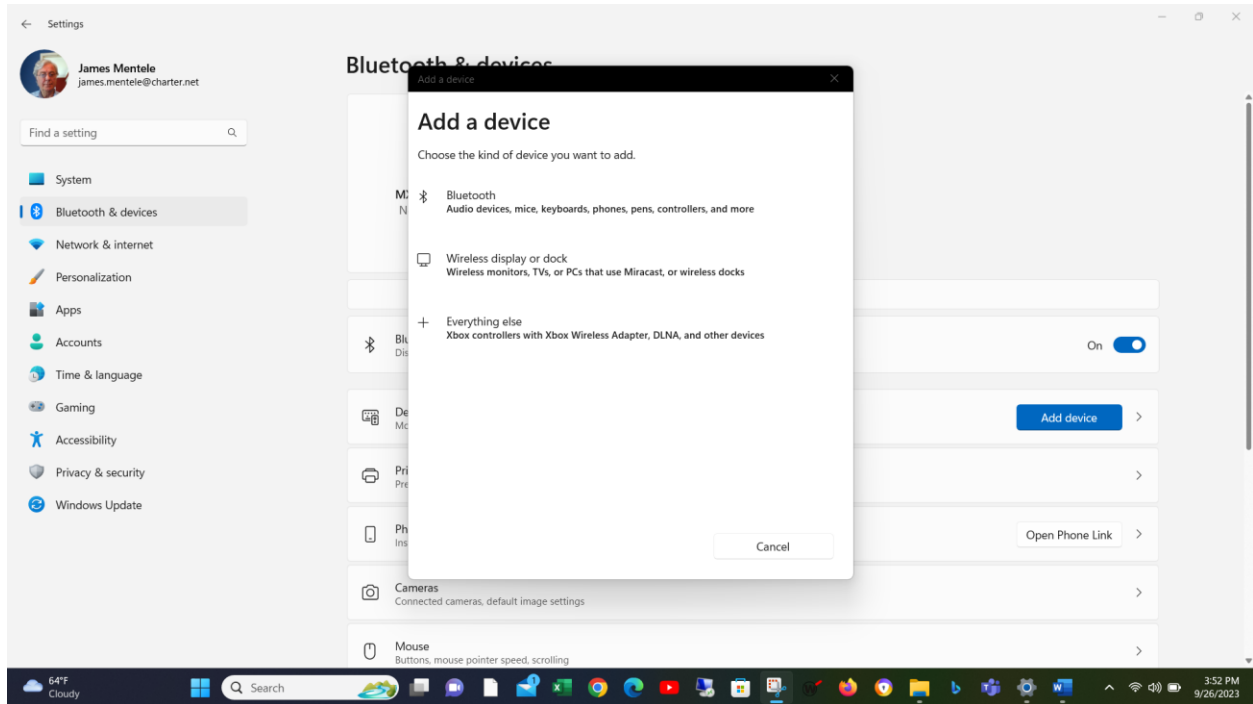 Settings
James Mentele
james.mentele@charter.net
Find a setting
System
Bluetooth & devices
Network & internet
Personalization
Apps
Accounts
Time & language
Gaming
Accessibility
Privacy & security
Windows Update
Bluetooth & devices
Add a device
Add a device
Choose the kind of device you want to add.
Bluetooth
Audio devices, mice, keyboards, phones, pens, controllers, and more
Wireless display or dock
Wireless monitors, TVs, or PCs that use Miracast, or wireless docks
Everything else
Xbox controllers with Xbox Wireless Adapter, DLNA, and other devices
Cancel
On
Add device
Open Phone Link
Cameras
Connected cameras, default image settings
Mouse
Buttons, mouse pointer speed, scrolling
64°F
Cloudy
Search
3:52 PM
9/26/2023